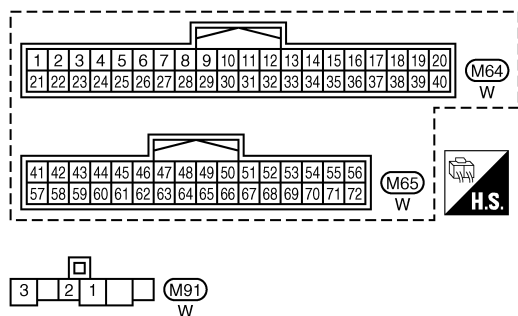 1 2 3 4 5 6 7 8 9 10 11 12 13 14 15 16 17 18 19 20
21 22 23 24 25 26 27 28 29 30 31 32 33 34 35 36 37 38 39 40
M64
W
41 42 43 44 45 46 47 48 49 50 51 52 53 54 55 56
57 58 59 60 61 62 63 64 65 66 67 68 69 70 71 72
M65
W
H.S.
3 2 1
M91
W